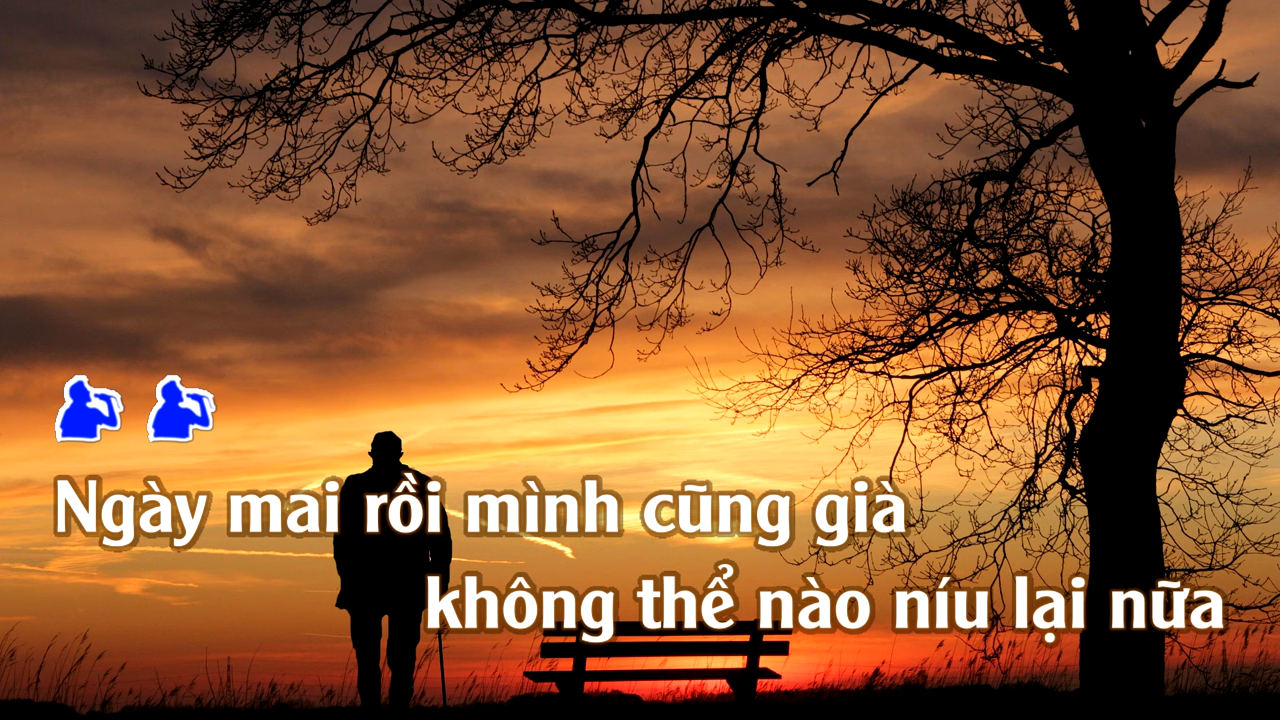 Ngày mai rồi mình cũng già
không thể nào níu lại nữa